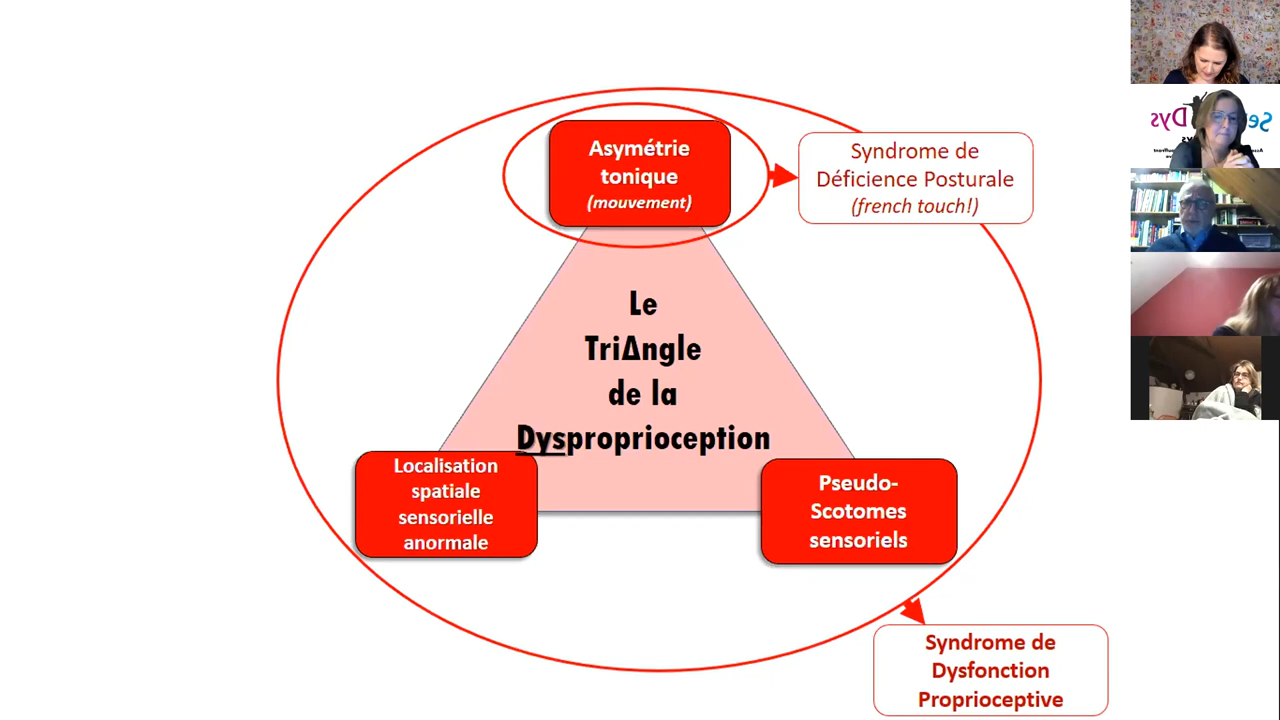 Asymétrie
tonique
(mouvement)
Syndrome de
Déficience Posturale
(french touch!)
Le
TriΔngle
de la
Dysproprioception
Localisation
spatiale
sensorielle
anormale
Pseudo-
Scotomes
sensoriels
Syndrome de
Dysfonction
Proprioceptive
Dys